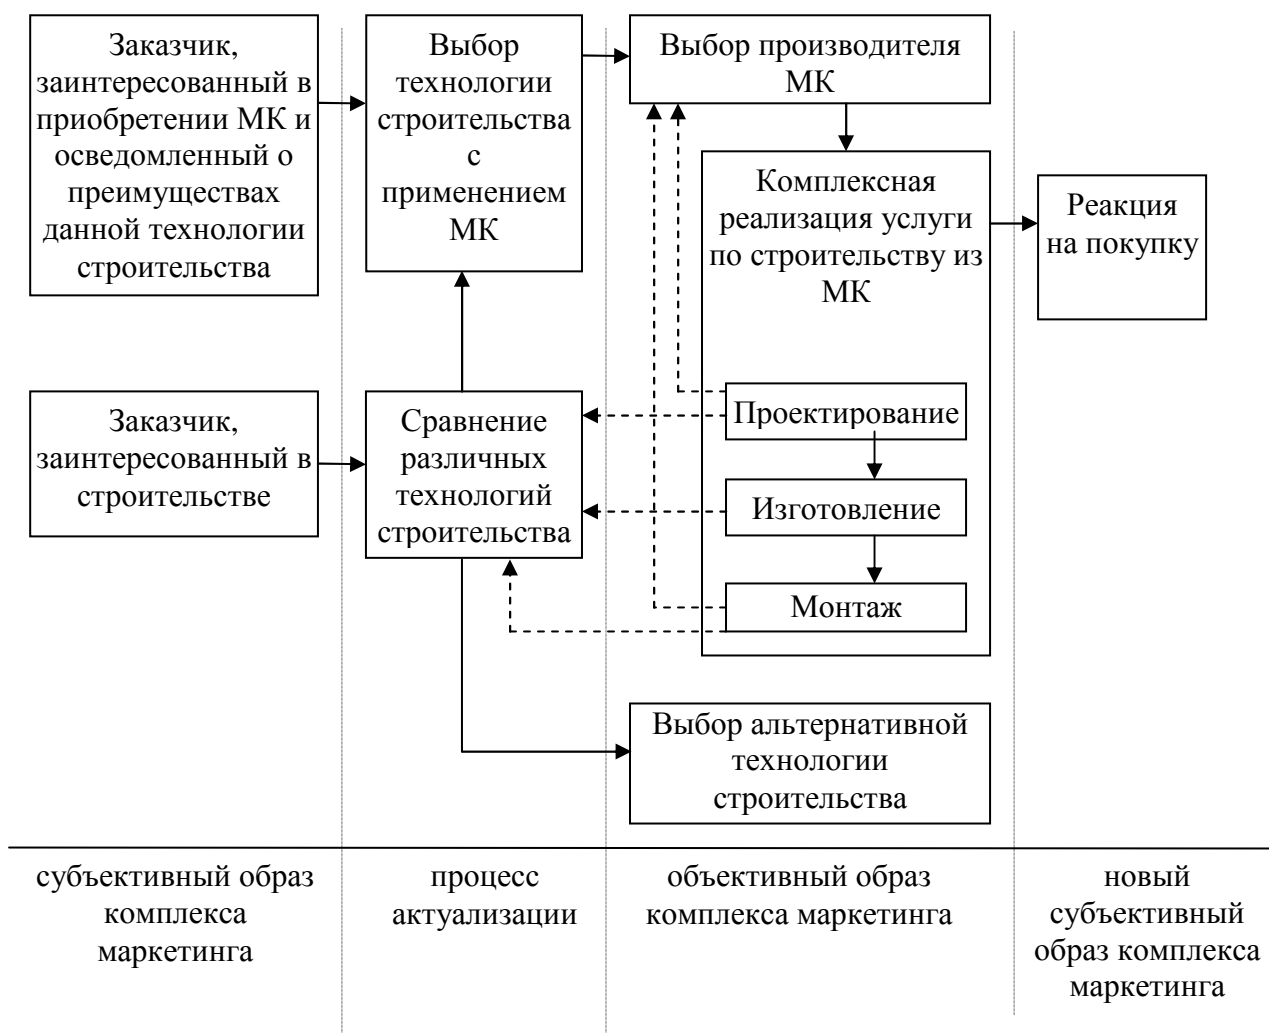 Заказчик,
заинтересованный в
приобретении МК и
осведомленный о
преимуществах
данной технологии
строительства
Выбор
технологии
строительства
с
применением
МК
Выбор производителя
МК
Комплексная
реализация услуги
по строительству из
МК
Реакция
на покупку
Заказчик,
заинтересованный в
строительстве
Сравнение
различных
технологий
строительства
Проектирование
Изготовление
Монтаж
Выбор альтернативной
технологии
строительства
субъективный образ
комплекса
маркетинга
процесс
актуализации
объективный образ
комплекса маркетинга
новый
субъективный
образ комплекса
маркетинга